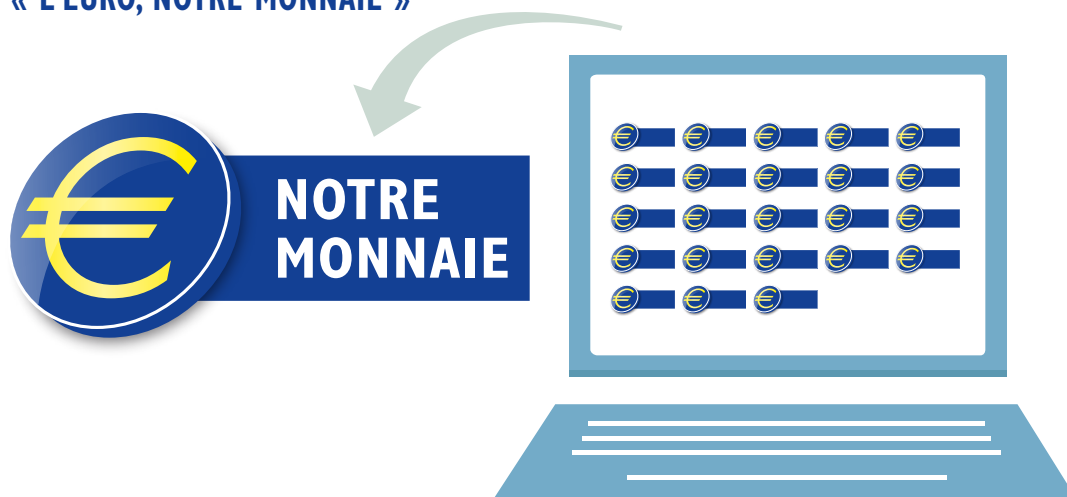 « L'EURO, NOTRE MONNAIE »
€ NOTRE
MONNAIE
€ € € € €
€ € € € €
€ € € € €
€ € € € €
€ € €